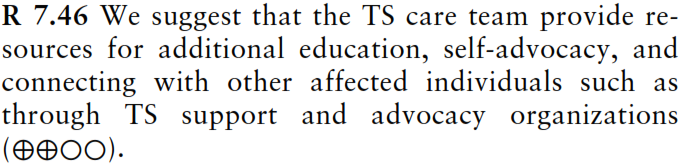 R 7.46 We suggest that the TS care team provide re-
sources for additional education, self-advocacy, and
connecting with other affected individuals such as
through TS support and advocacy organizations
(⊕⊕○○).